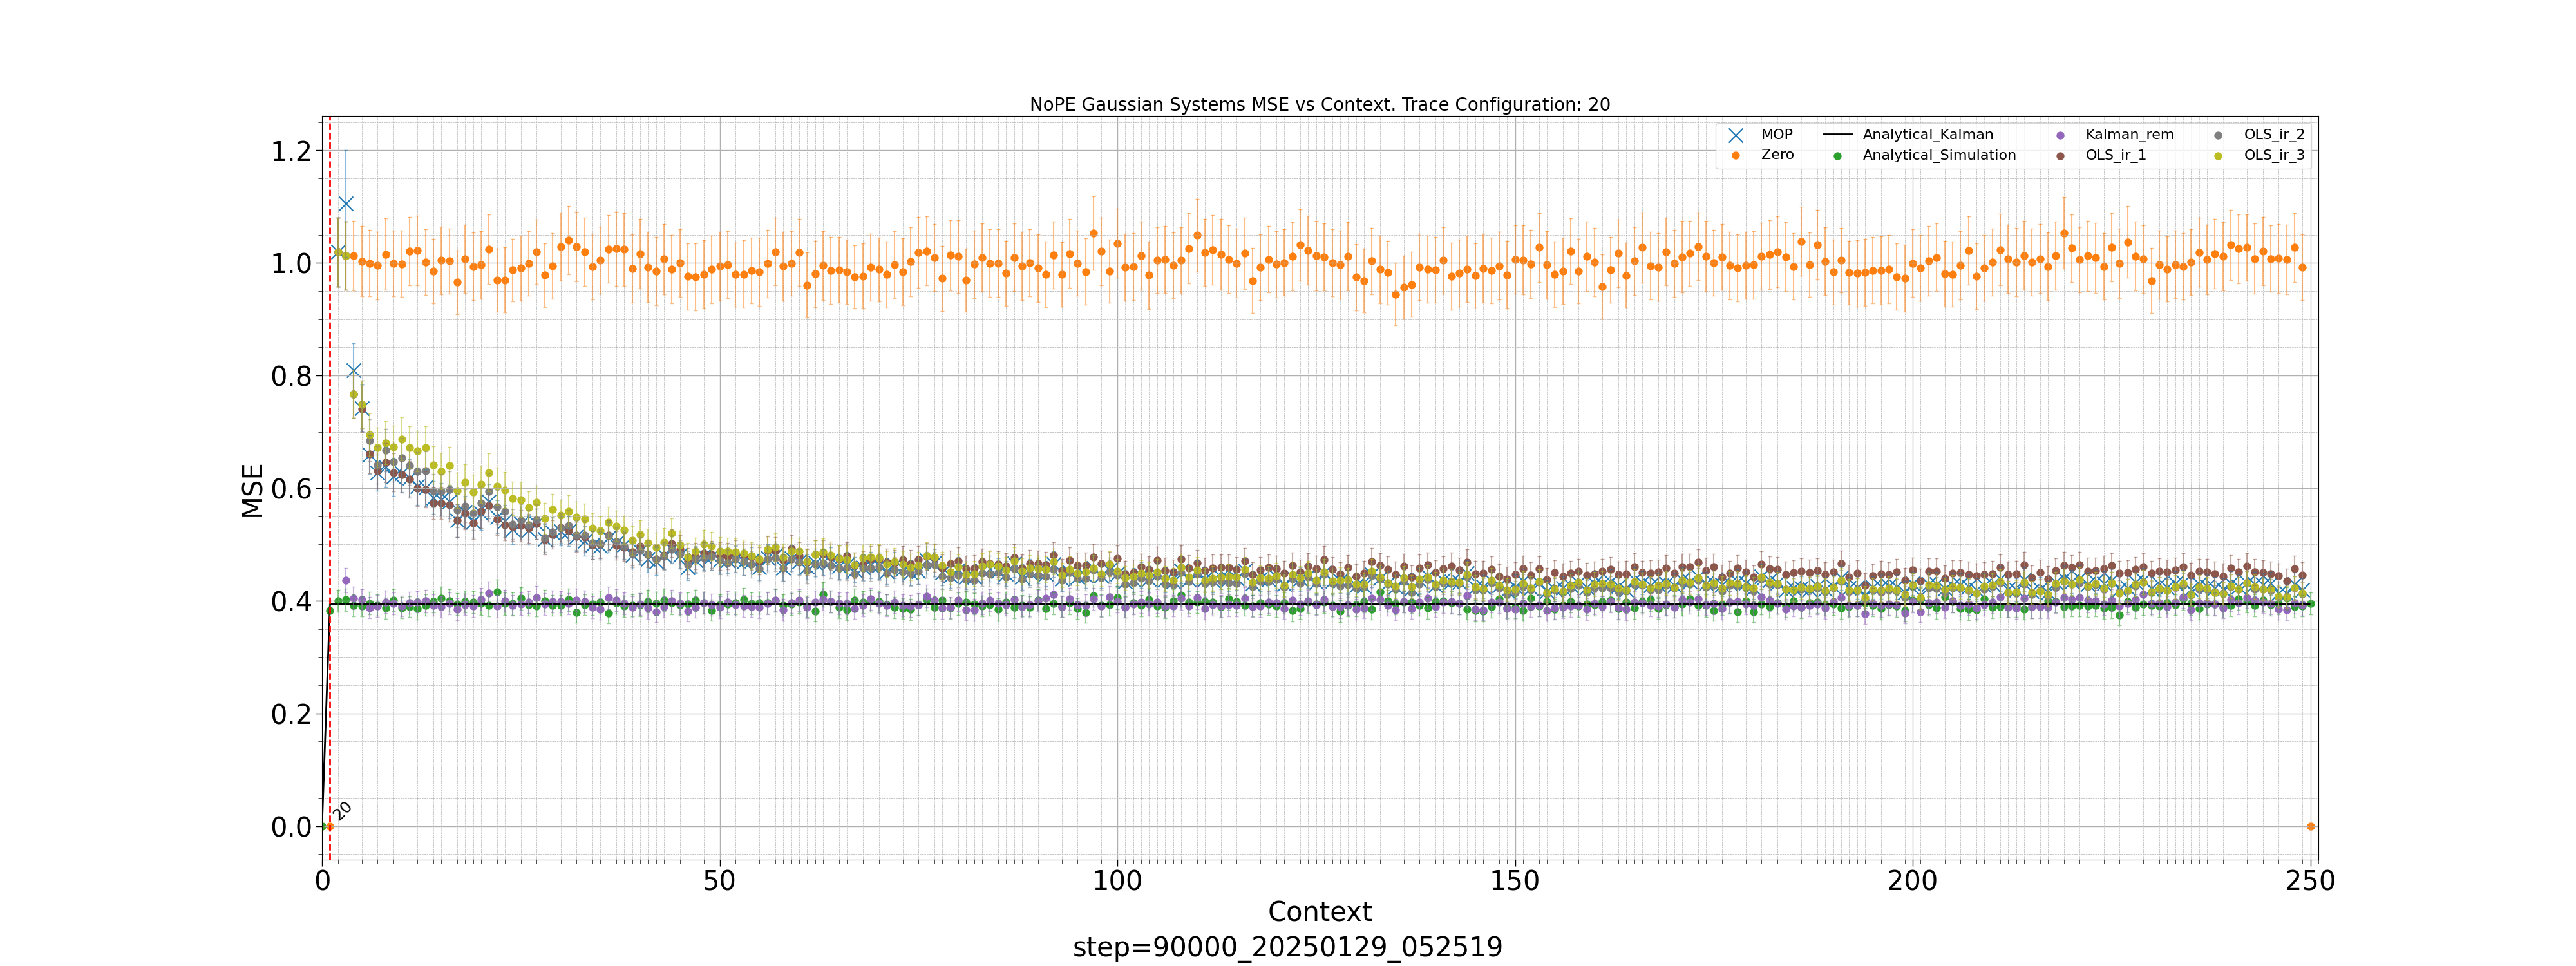 NoPE Gaussian Systems MSE vs Context. Trace Configuration: 20
MOP
Zero
Analytical_Kalman
Analytical_Simulation
Kalman_rem
OLS_ir_1
OLS_ir_2
OLS_ir_3
1.2
1.0
0.8
0.6
0.4
0.2
0.0
MSE
20
0
50
100
150
200
250
Context
step=90000_20250129_052519